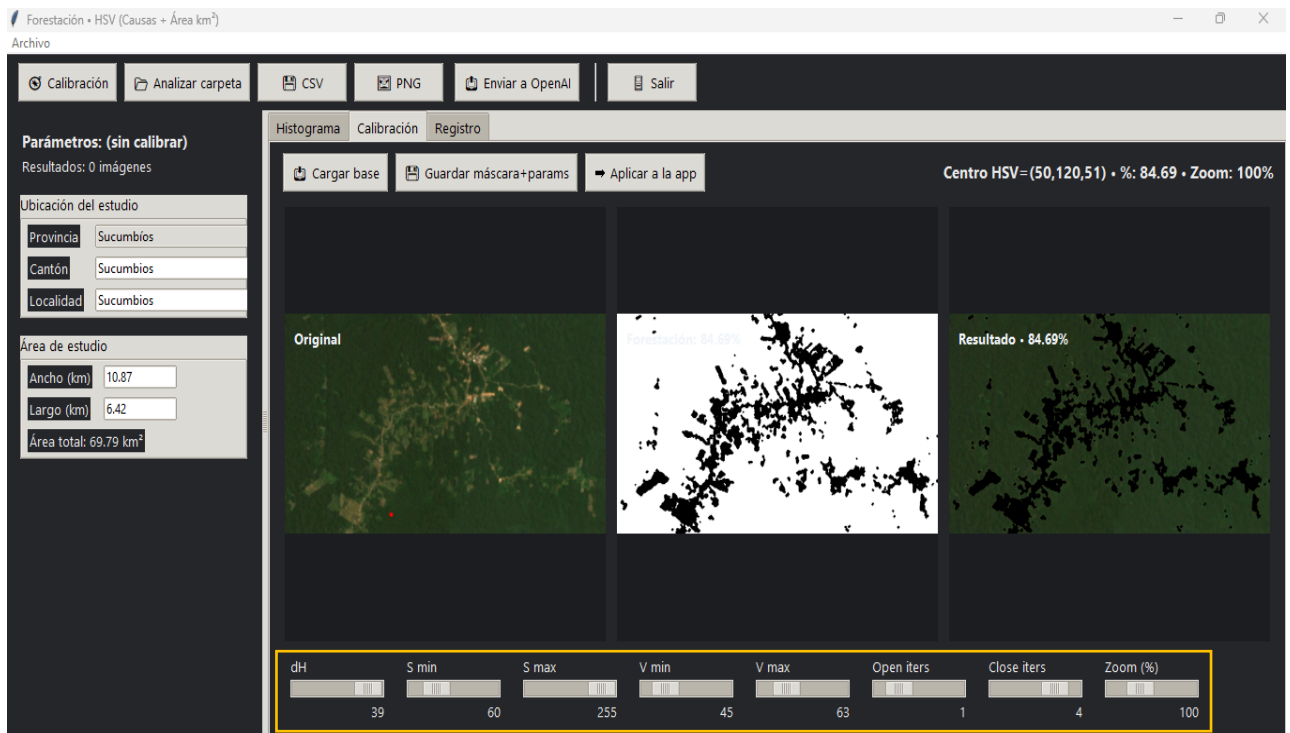 Forestación • HSV (Causas + Área km²)
Archivo
Calibración
Analizar carpeta
CSV
PNG
Enviar a OpenAI
Salir
Parámetros: (sin calibrar)
Resultados: 0 imágenes
Ubicación del estudio
Provincia Sucumbíos
Cantón Sucumbios
Localidad Sucumbios
Área de estudio
Ancho (km) 10.87
Largo (km) 6.42
Área total: 69.79 km²
Histograma Calibración Registro
Cargar base
Guardar máscara+params
➡ Aplicar a la app
Centro HSV=(50,120,51) • %: 84.69 • Zoom: 100%
Original
Forestación: 84.69%
Resultado • 84.69%
dH S min S max V min V max Open iters Close iters Zoom (%)
39 60 255 45 63 1 4 100